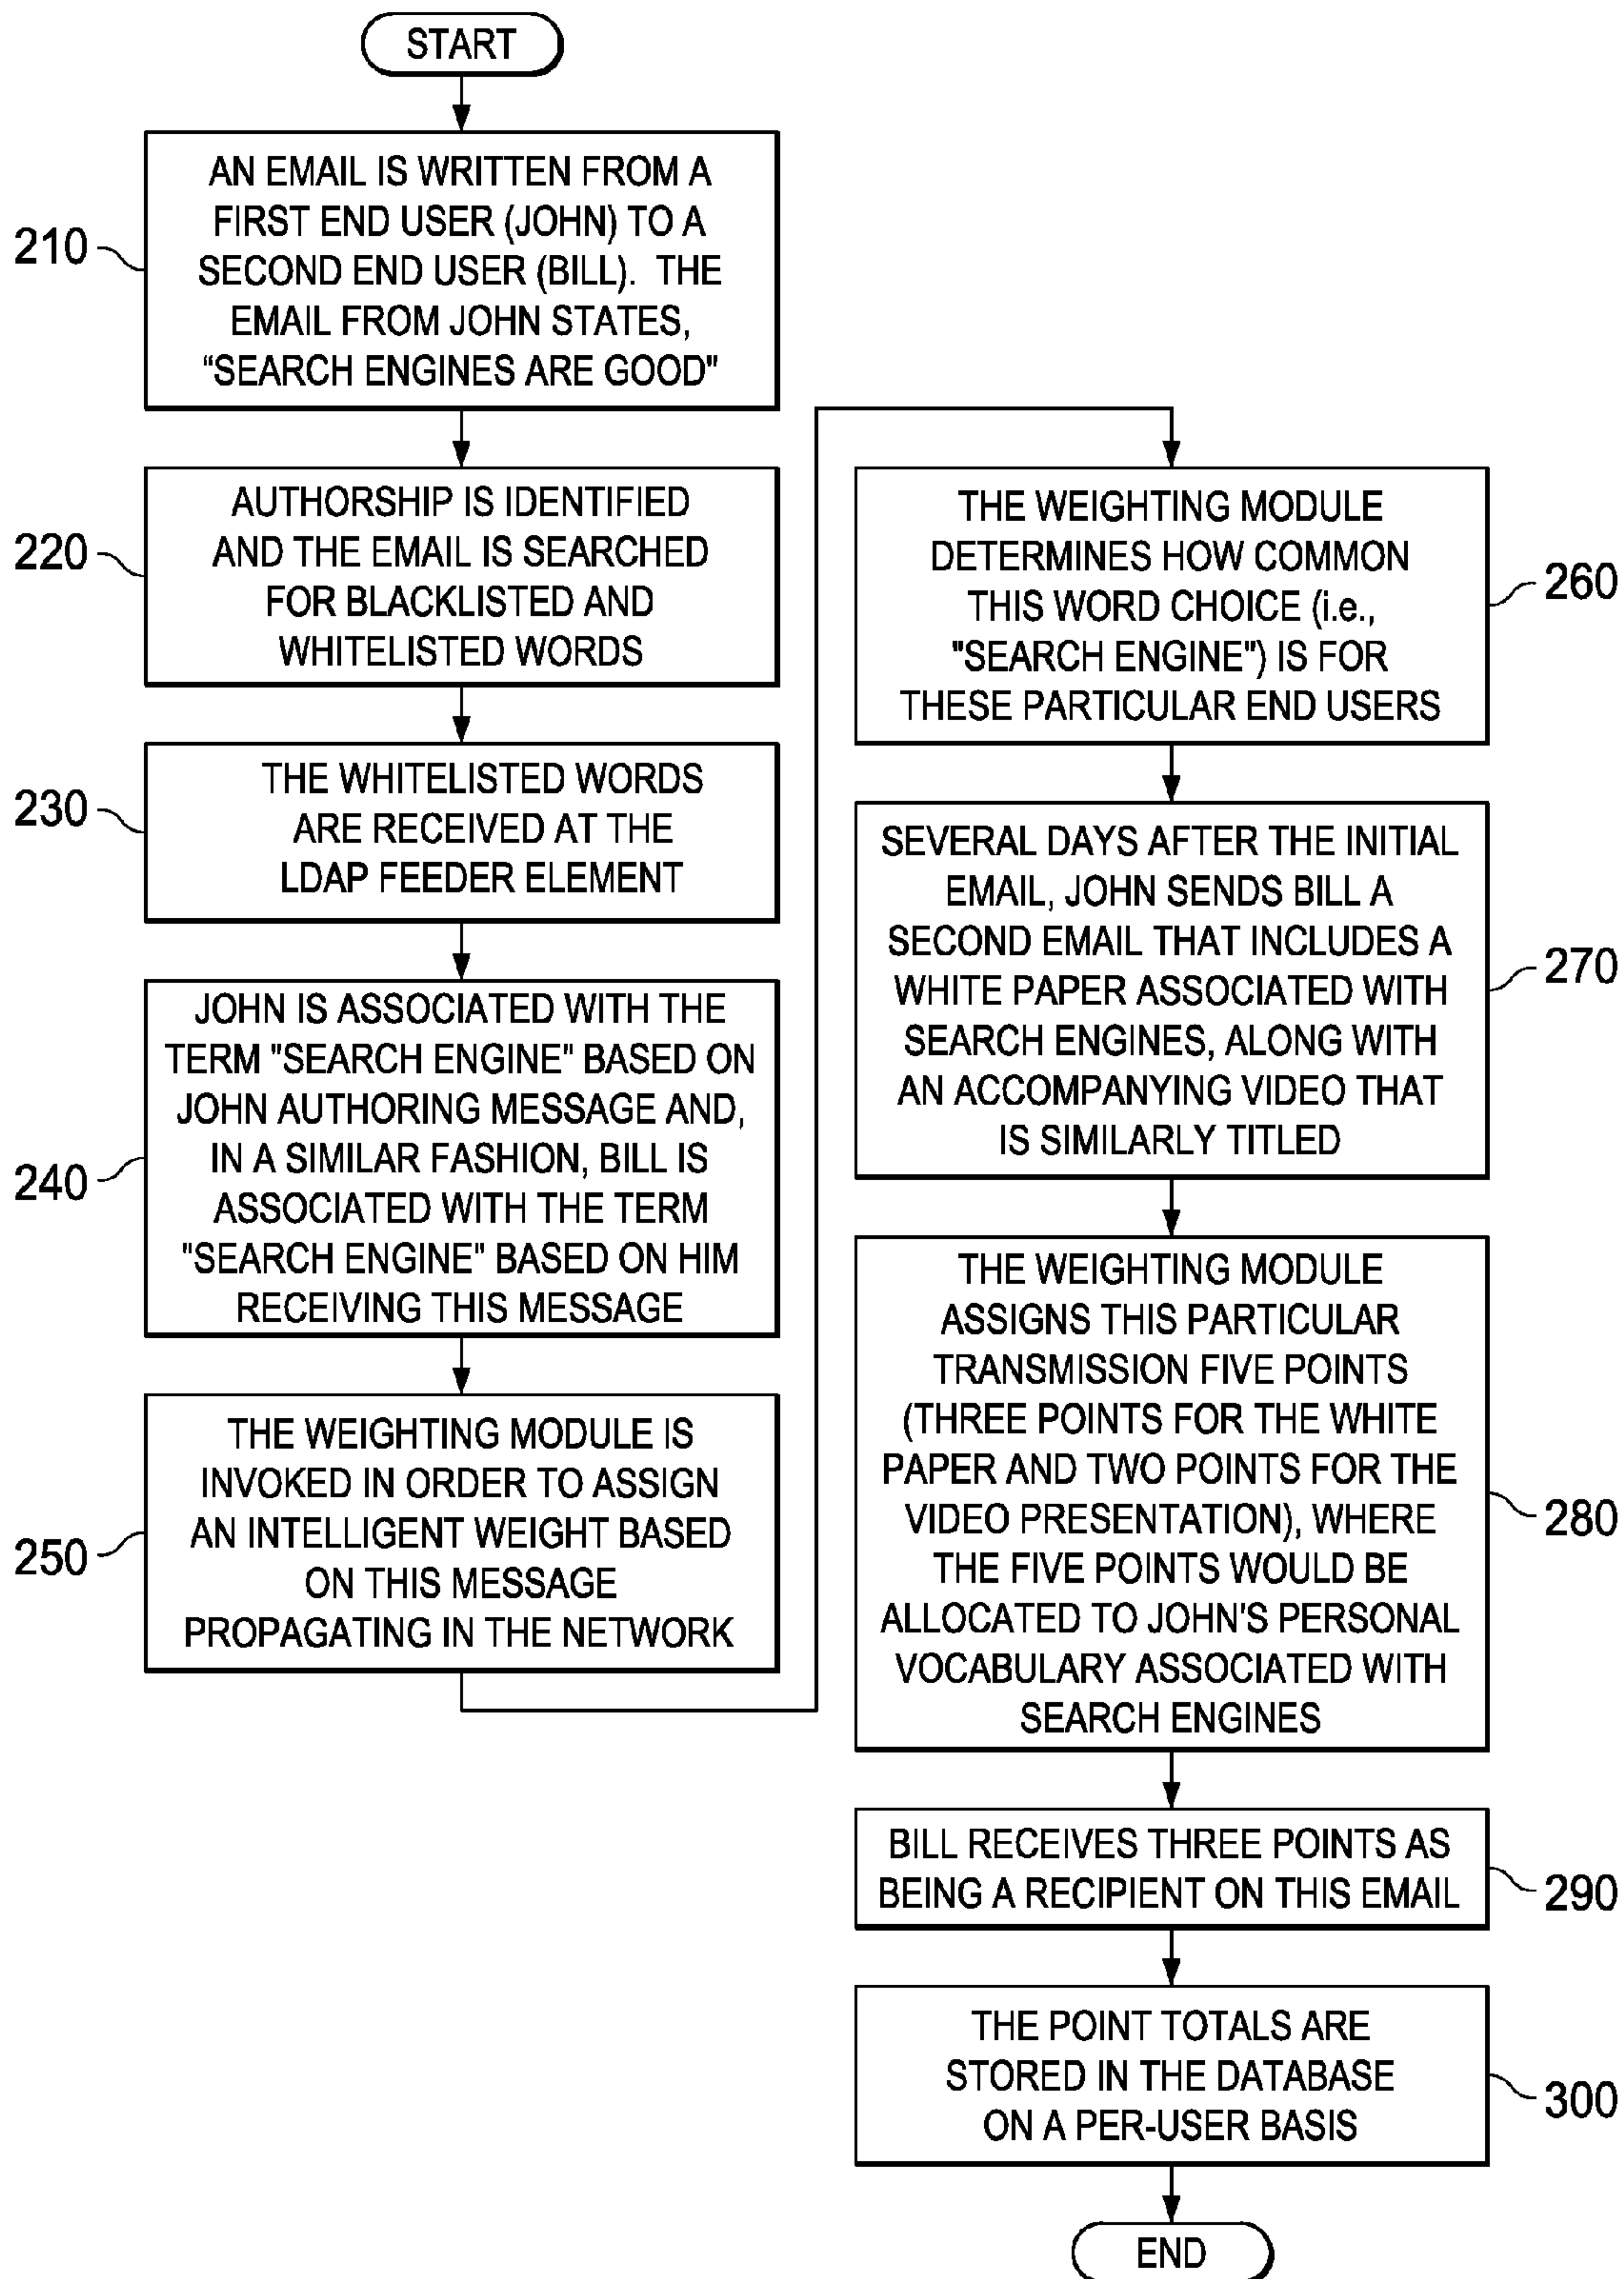 START
210
AN EMAIL IS WRITTEN FROM A
FIRST END USER (JOHN) TO A
SECOND END USER (BILL). THE
EMAIL FROM JOHN STATES,
“SEARCH ENGINES ARE GOOD"
220
AUTHORSHIP IS IDENTIFIED
AND THE EMAIL IS SEARCHED
FOR BLACKLISTED AND
WHITELISTED WORDS
230
THE WHITELISTED WORDS
ARE RECEIVED AT THE
LDAP FEEDER ELEMENT
240
JOHN IS ASSOCIATED WITH THE
TERM "SEARCH ENGINE" BASED ON
JOHN AUTHORING MESSAGE AND,
IN A SIMILAR FASHION, BILL IS
ASSOCIATED WITH THE TERM
"SEARCH ENGINE" BASED ON HIM
RECEIVING THIS MESSAGE
250
THE WEIGHTING MODULE IS
INVOKED IN ORDER TO ASSIGN
AN INTELLIGENT WEIGHT BASED
ON THIS MESSAGE
PROPAGATING IN THE NETWORK
THE WEIGHTING MODULE
DETERMINES HOW COMMON
THIS WORD CHOICE (i.e.,
"SEARCH ENGINE") IS FOR
THESE PARTICULAR END USERS
260
SEVERAL DAYS AFTER THE INITIAL
EMAIL, JOHN SENDS BILL A
SECOND EMAIL THAT INCLUDES A
WHITE PAPER ASSOCIATED WITH
SEARCH ENGINES, ALONG WITH
AN ACCOMPANYING VIDEO THAT
IS SIMILARLY TITLED
270
THE WEIGHTING MODULE
ASSIGNS THIS PARTICULAR
TRANSMISSION FIVE POINTS
(THREE POINTS FOR THE WHITE
PAPER AND TWO POINTS FOR THE
VIDEO PRESENTATION), WHERE
THE FIVE POINTS WOULD BE
ALLOCATED TO JOHN'S PERSONAL
VOCABULARY ASSOCIATED WITH
SEARCH ENGINES
280
BILL RECEIVES THREE POINTS AS
BEING A RECIPIENT ON THIS EMAIL
290
THE POINT TOTALS ARE
STORED IN THE DATABASE
ON A PER-USER BASIS
300
END